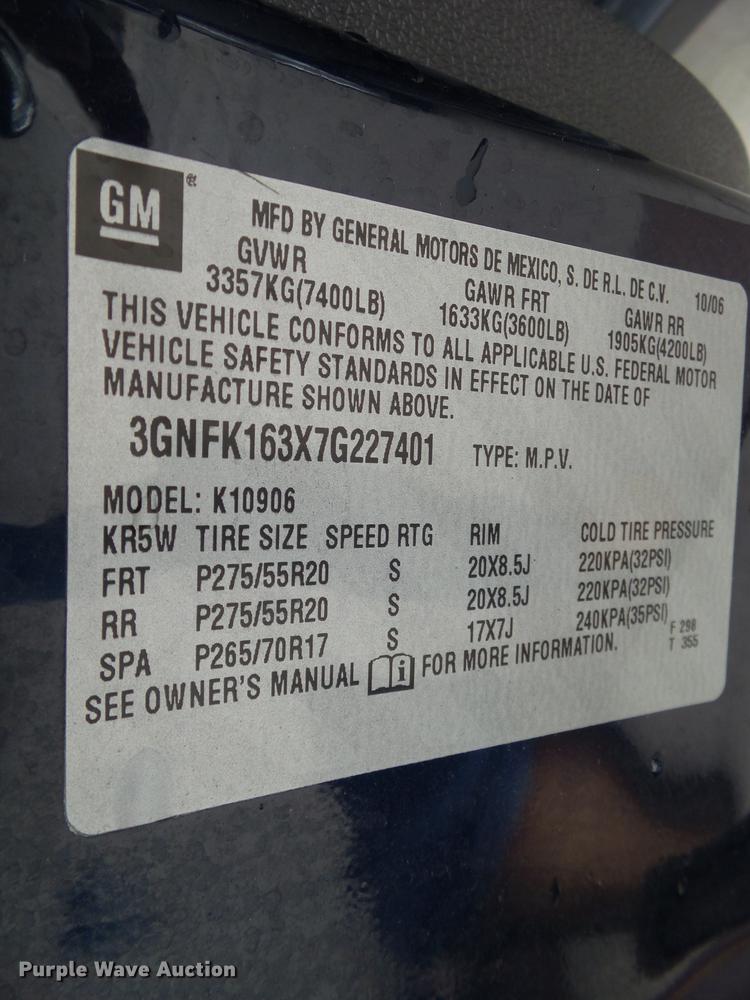 GM®
MFD BY GENERAL MOTORS DE MEXICO, S. DE R.L. DE C.V. 10/06
GVWR GAWR FRT GAWR RR
3357KG(7400LB) 1633KG(3600LB) 1905KG(4200LB)
THIS VEHICLE CONFORMS TO ALL APPLICABLE U.S. FEDERAL MOTOR
VEHICLE SAFETY STANDARDS IN EFFECT ON THE DATE OF
MANUFACTURE SHOWN ABOVE.
3GNFK163X7G227401 TYPE: M.P.V.
MODEL: K10906
KR5W TIRE SIZE SPEED RTG RIM COLD TIRE PRESSURE
FRT P275/55R20 S 20X8.5J 220KPA(32PSI)
RR P275/55R20 S 20X8.5J 220KPA(32PSI)
SPA P265/70R17 S 17X7J 240KPA(35PSI)
F 298
T 355
SEE OWNER'S MANUAL i FOR MORE INFORMATION.
Purple Wave Auction